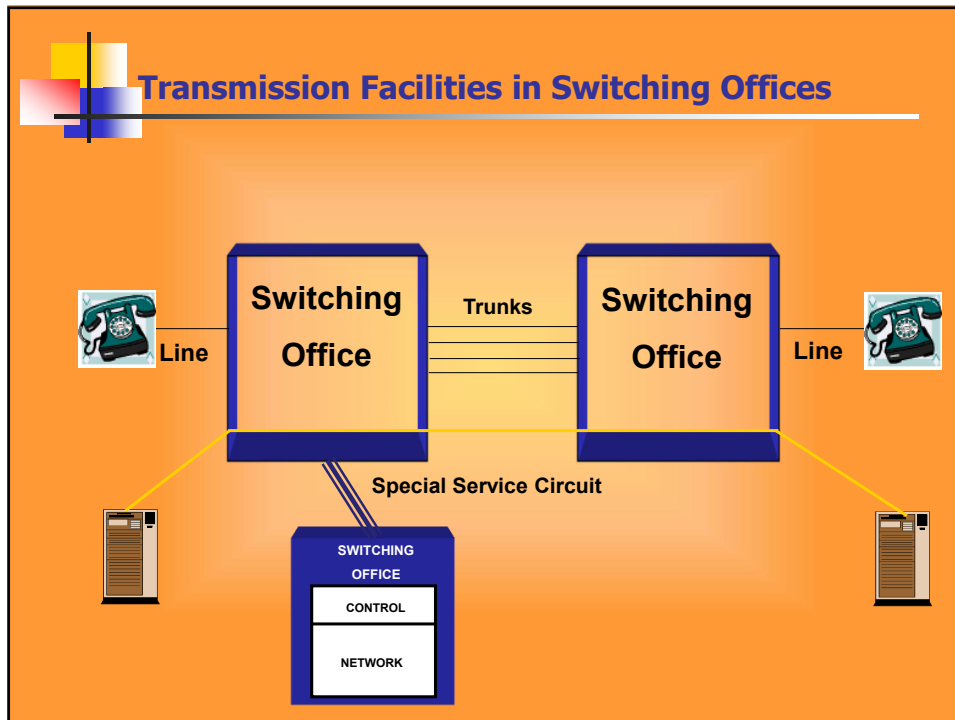 Transmission Facilities in Switching Offices
Switching
Office
Trunks
Switching
Office
Line
Line
Special Service Circuit
SWITCHING
OFFICE
CONTROL
NETWORK